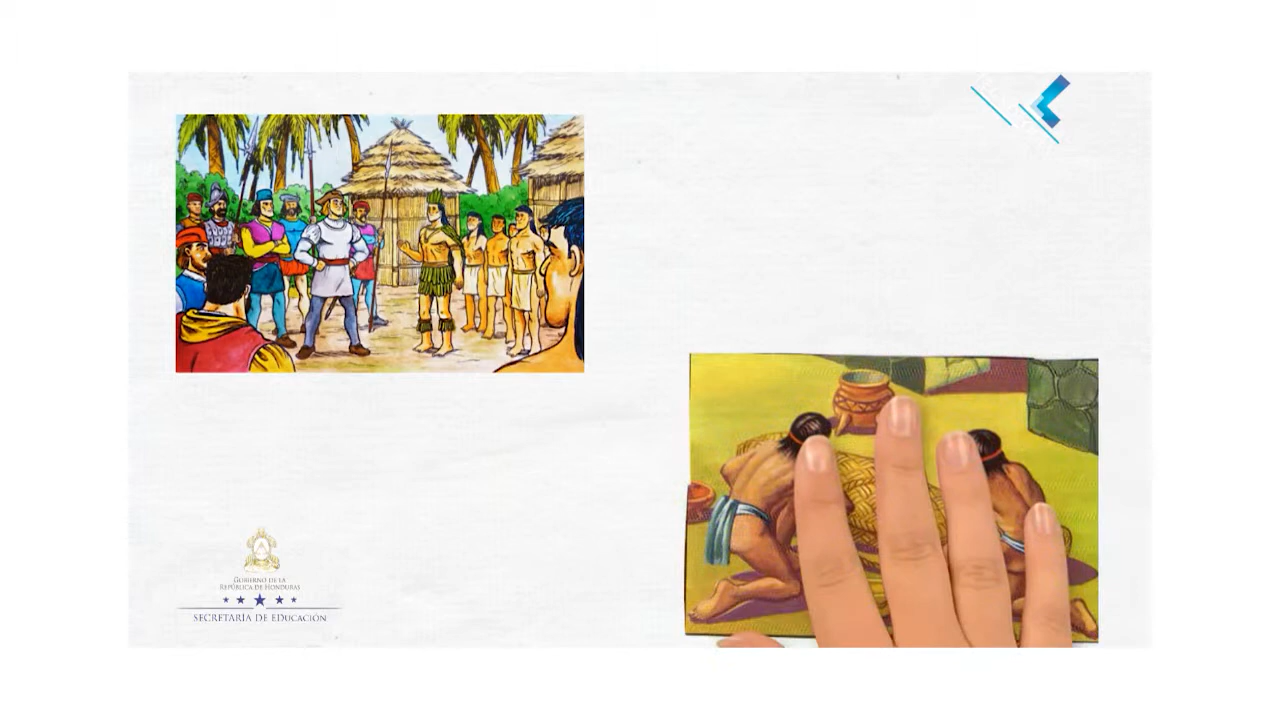 GOBIERNO DE LA
REPÚBLICA DE HONDURAS
SECRETARÍA DE EDUCACIÓN